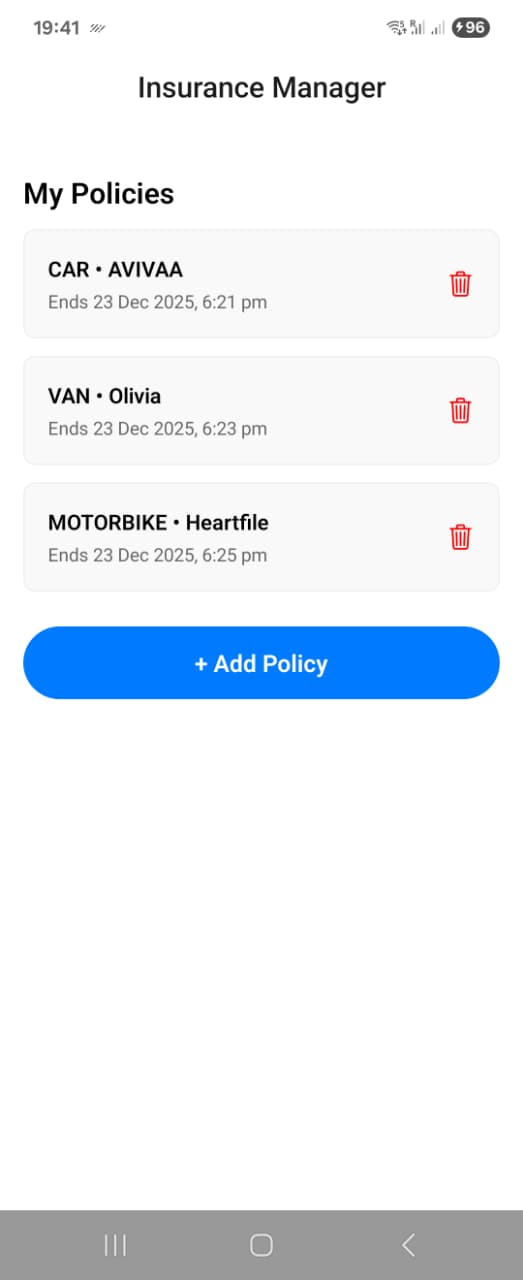 19:41
96
Insurance Manager
My Policies
CAR • AVIVAA
Ends 23 Dec 2025, 6:21 pm
VAN • Olivia
Ends 23 Dec 2025, 6:23 pm
MOTORBIKE • Heartfile
Ends 23 Dec 2025, 6:25 pm
+ Add Policy